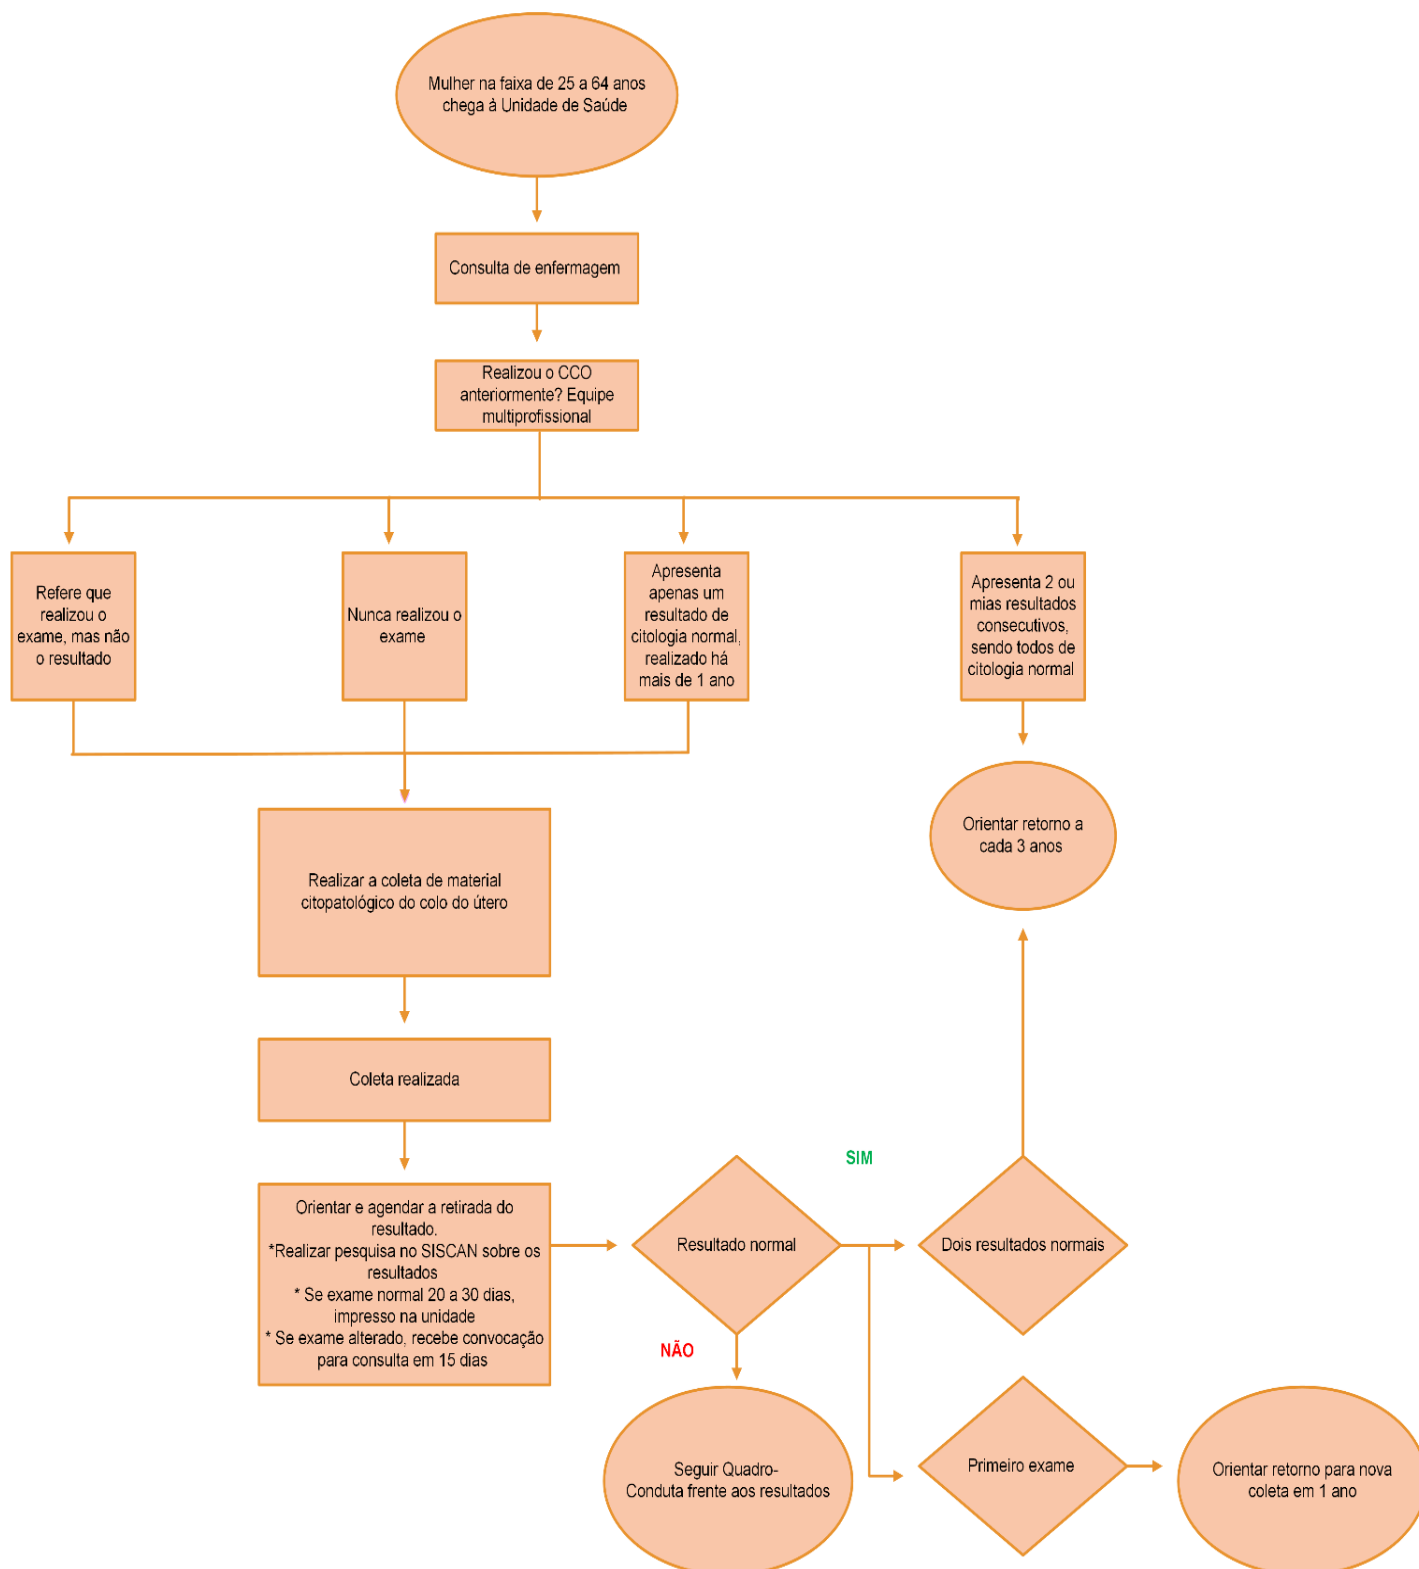 Mulher na faixa de 25 a 64 anos
chega à Unidade de Saúde
Consulta de enfermagem
Realizou o CCO
anteriormente? Equipe
multiprofissional
Refere que
realizou o
exame, mas não
o resultado
Nunca realizou o
exame
Apresenta
apenas um
resultado de
citologia normal,
realizado há
mais de 1 ano
Apresenta 2 ou
mias resultados
consecutivos,
sendo todos de
citologia normal
Orientar retorno a
cada 3 anos
Realizar a coleta de material
citopatológico do colo do útero
Coleta realizada
Orientar e agendar a retirada do
resultado.
*Realizar pesquisa no SISCAN sobre os
resultados
* Se exame normal 20 a 30 dias,
impresso na unidade
* Se exame alterado, recebe convocação
para consulta em 15 dias
Resultado normal
SIM
Dois resultados normais
NÃO
Seguir Quadro-
Conduta frente aos resultados
Primeiro exame
Orientar retorno para nova
coleta em 1 ano